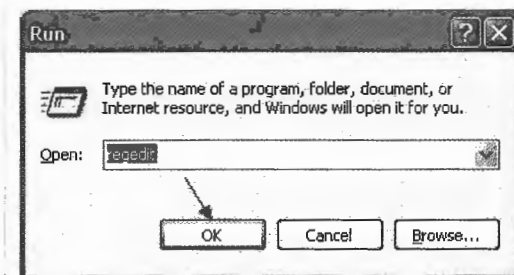 Run
Type the name of a program, folder, document, or
Internet resource, and Windows will open it for you.
Open: regedit
OK Cancel Browse...